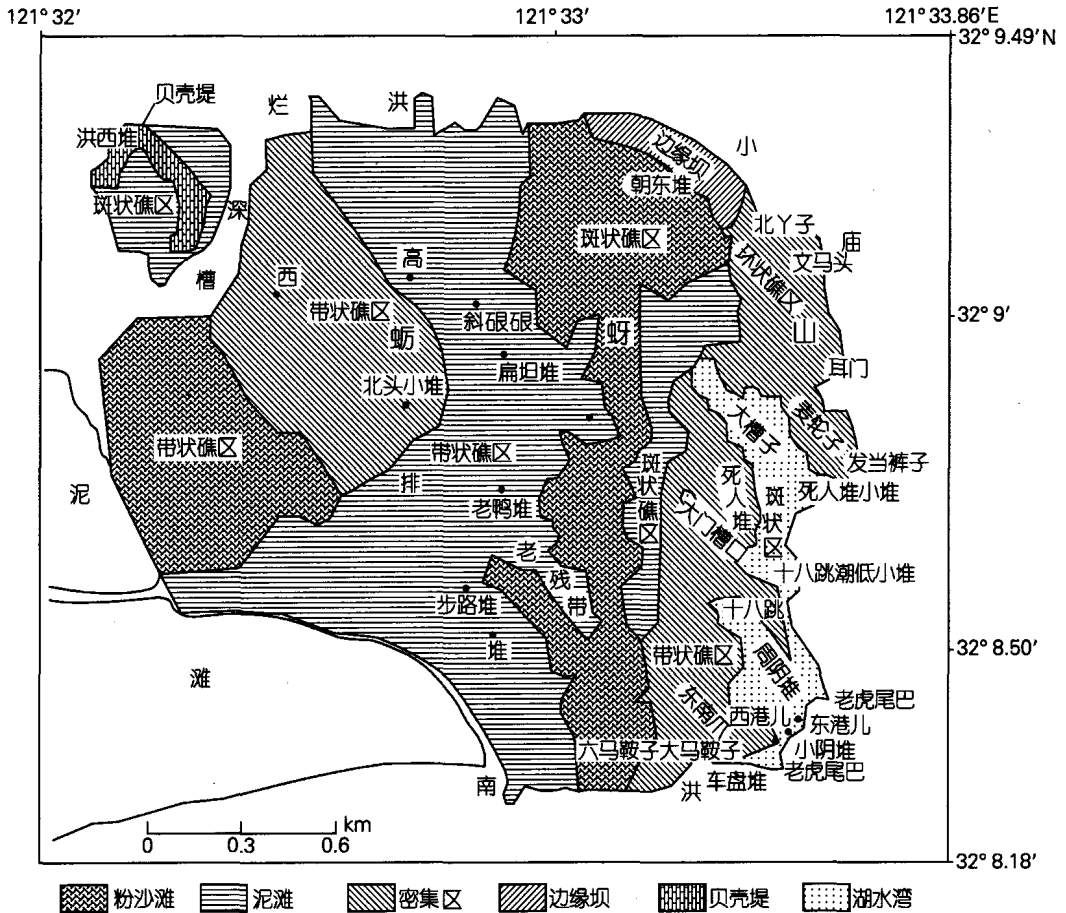 121°32′ 121°33′ 121°33.86′E
32°9.49′N
贝壳堤
烂 洪
洪西堆
边缘坝
小
朝东堆
斑状礁区
深
北丫子
斑状礁区
庙
高
环状礁区
文马头
槽
西
32°9′
带状礁区
斜硍硍
蚜
山
蛎
扁坦堆
耳门
北头小堆
大槽子
麦轮子
带状礁区
带状礁区
斑状礁区
发当裤子
死人堆
泥
排
死人堆小堆
斑状区
老鸭堆
大门槽口
老
残带
十八跳潮低小堆
步路堆
十八跳
堆
带状礁区
32°8.50′
周阴堆
滩
东南
老虎尾巴
西港儿
东港儿
六马鞍子大马鞍子
小阴堆
老虎尾巴
南
洪
车盘堆
km
0 0.3 0.6
32°8.18′
粉沙滩 泥滩 密集区 边缘坝 贝壳堤 湖水湾